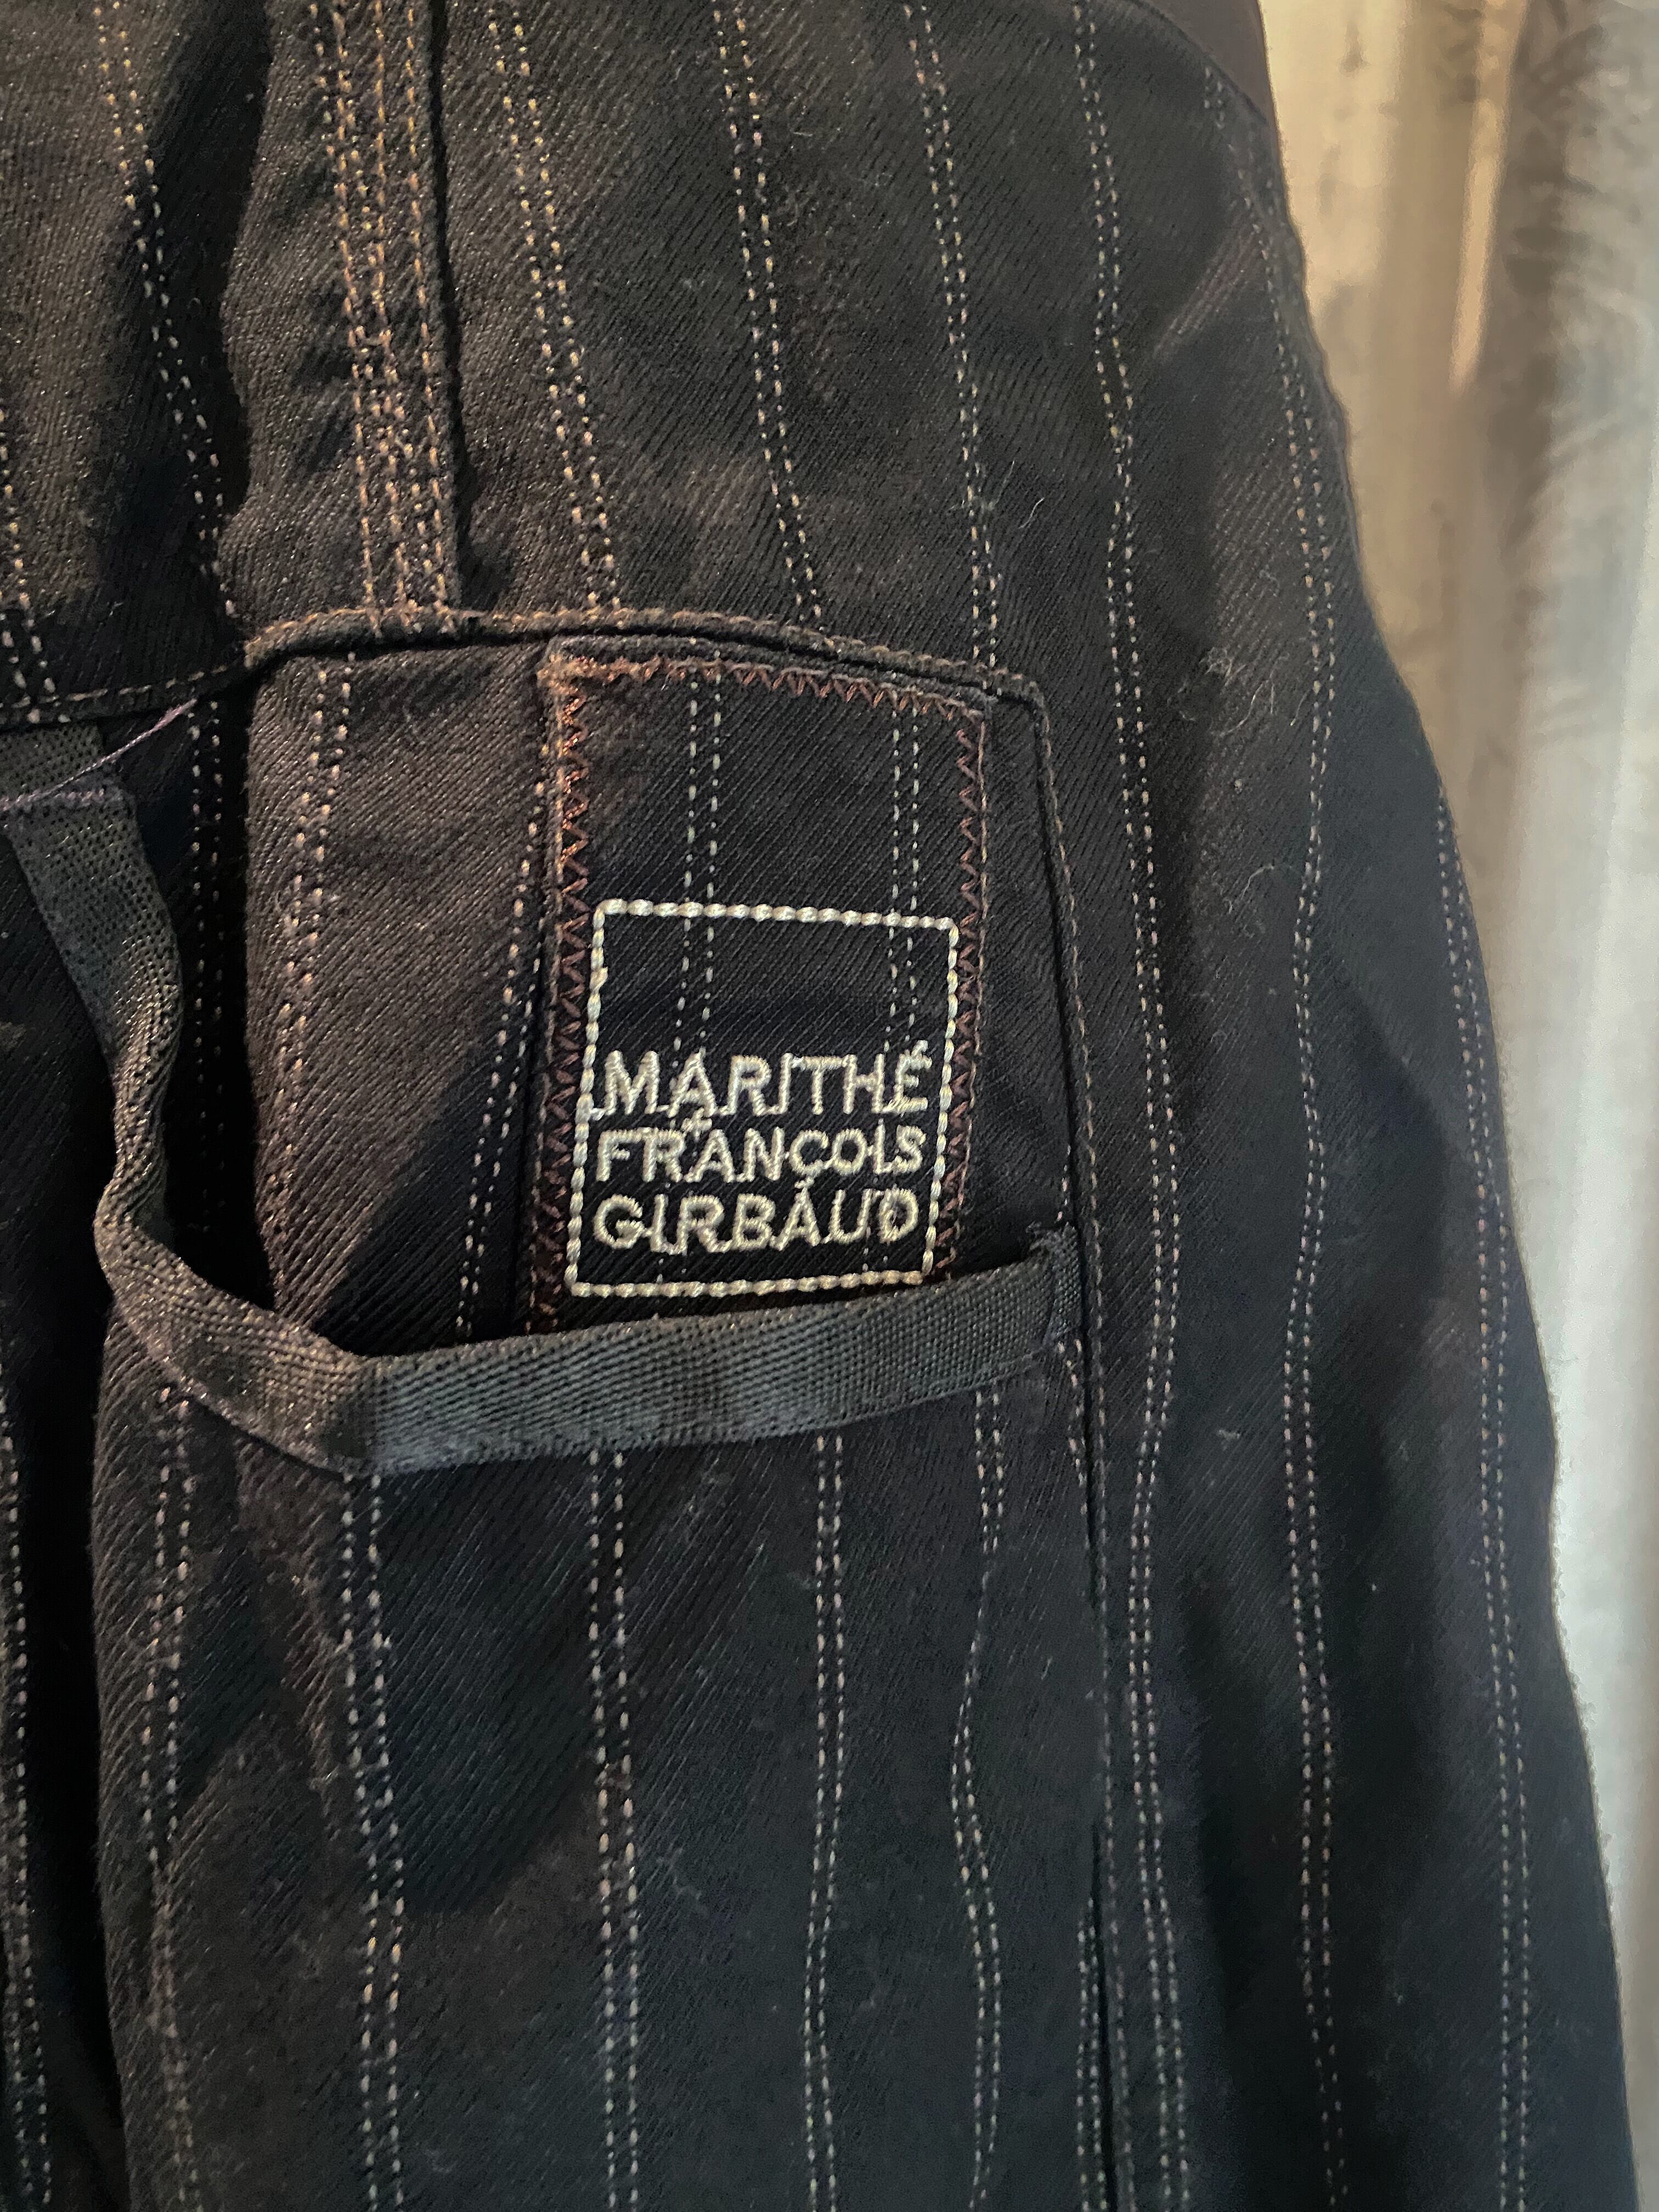 MARITHÉ
+
FRANÇOIS
GIRBAUD